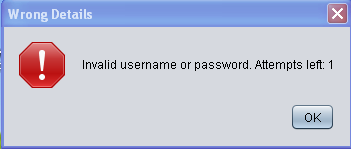 Wrong Details
Invalid username or password. Attempts left: 1
OK